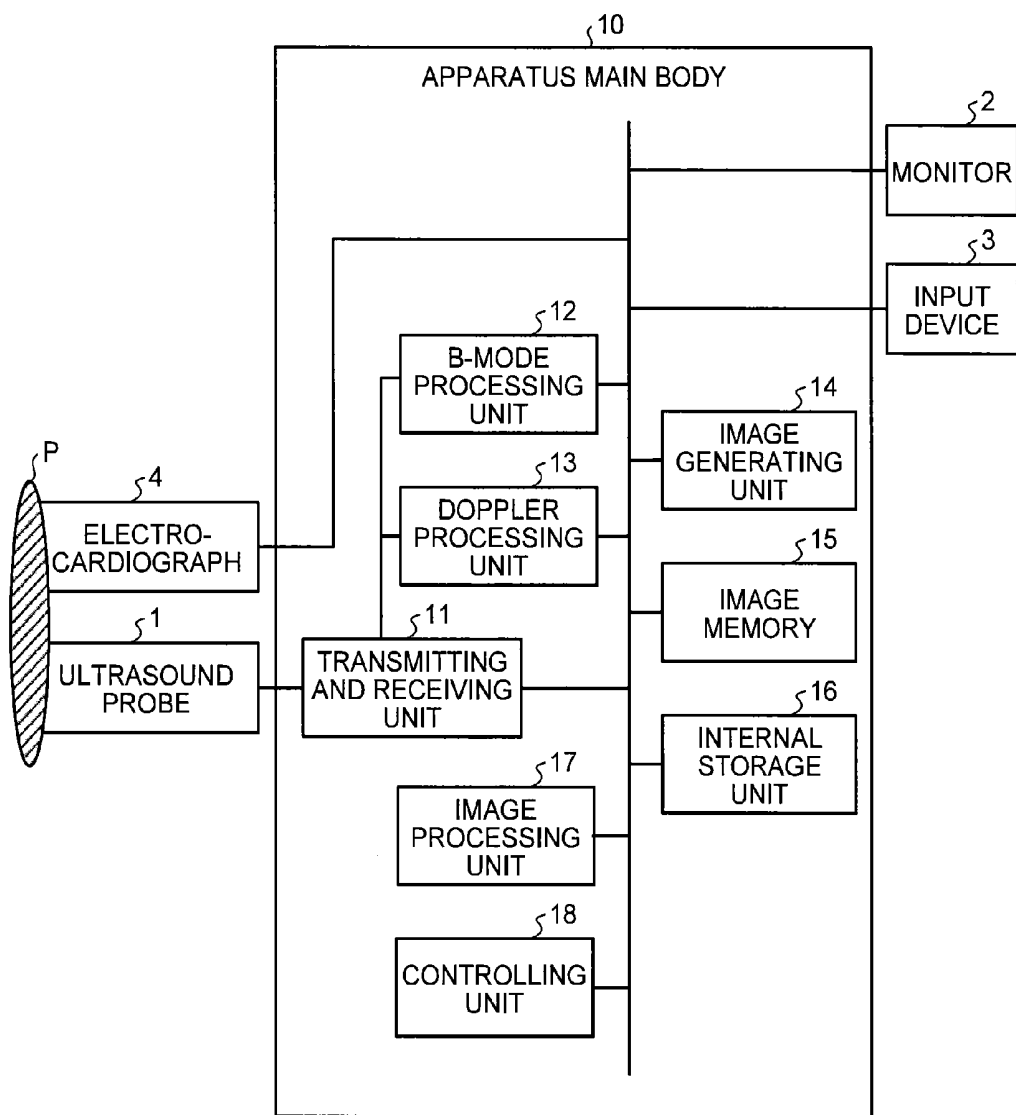 10
APPARATUS MAIN BODY
2
MONITOR
3
INPUT
DEVICE
12
B-MODE
PROCESSING
UNIT
14
IMAGE
GENERATING
UNIT
P
4
ELECTRO-
CARDIOGRAPH
13
DOPPLER
PROCESSING
UNIT
15
IMAGE
MEMORY
1
ULTRASOUND
PROBE
11
TRANSMITTING
AND RECEIVING
UNIT
16
INTERNAL
STORAGE
UNIT
17
IMAGE
PROCESSING
UNIT
18
CONTROLLING
UNIT